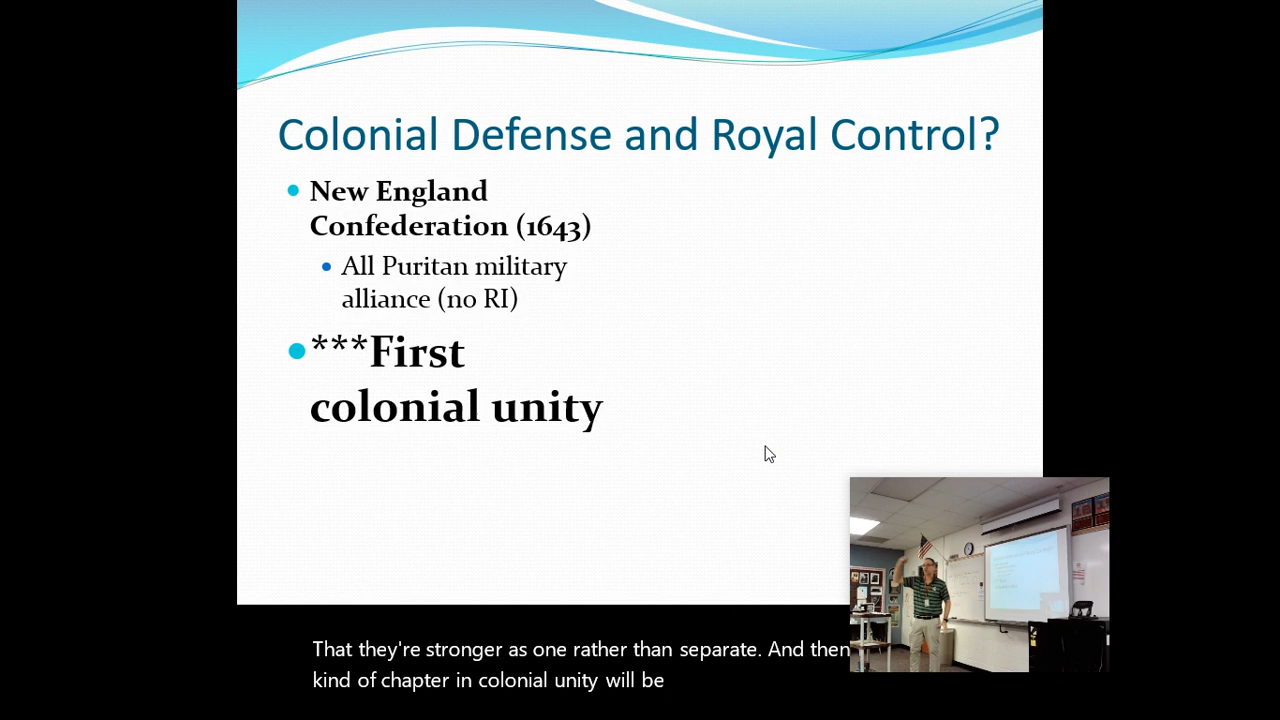 Colonial Defense and Royal Control?
New England
Confederation (1643)
All Puritan military
alliance (no RI)
***First
colonial unity
That they're stronger as one rather than separate. And then
kind of chapter in colonial unity will be